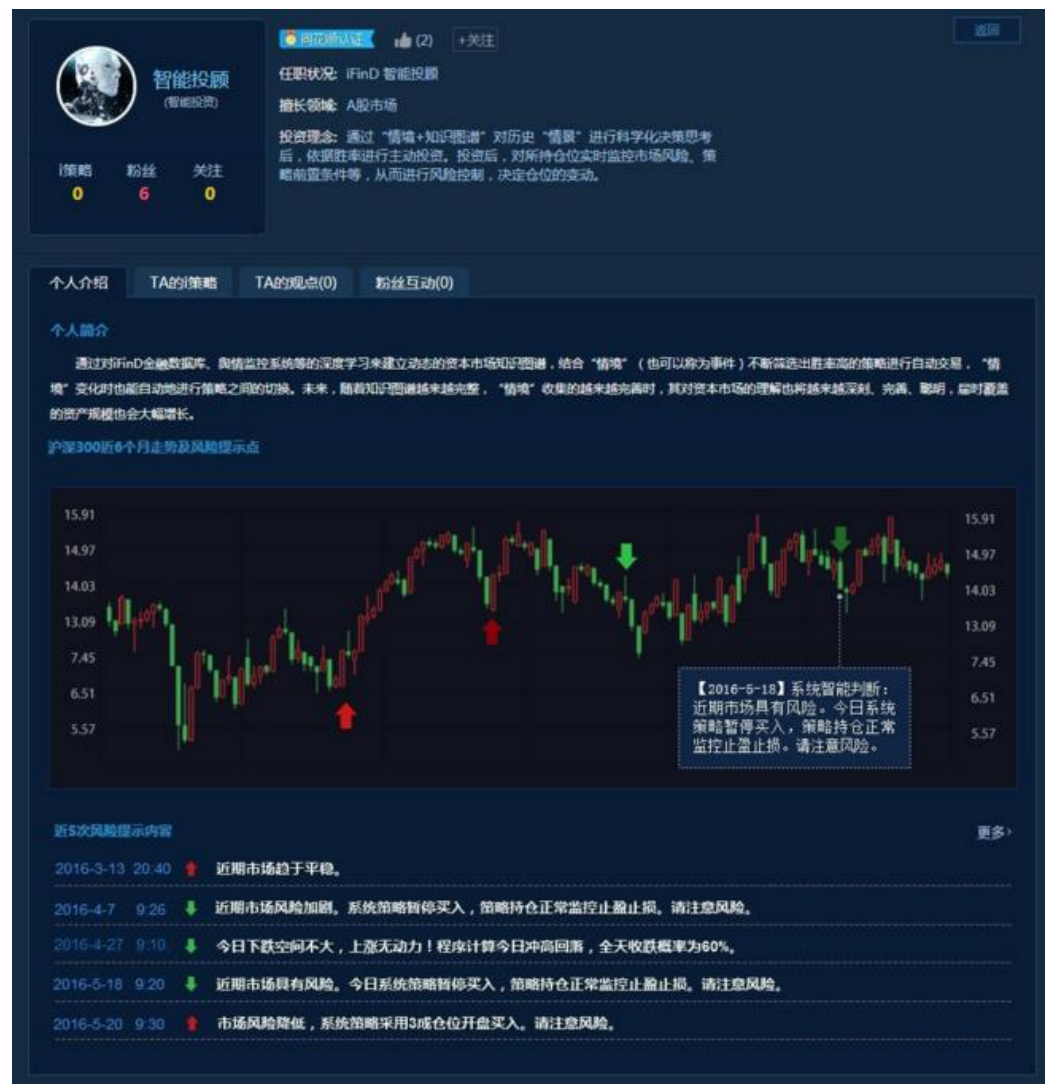 同花顺认证
(2)
+关注
返回
智能投顾
(智能投资)
任职状况: iFinD 智能投顾
擅长领域: A股市场
投资理念: 通过“情境+知识图谱”对历史“情景”进行科学化决策思考
后，依据胜率进行主动投资。投资后，对所持仓位实时监控市场风险、策
略前置条件等，从而进行风险控制，决定仓位的变动。
i策略 粉丝 关注
0 6 0
个人介绍 TA的i策略 TA的观点(0) 粉丝互动(0)
个人简介
通过对iFinD金融数据库、舆情监控系统等的深度学习来建立动态的资本市场知识图谱，结合“情境”（也可以称为事件）不断筛选出胜率高的策略进行自动交易，“情
境”变化时也能自动地进行策略之间的切换。未来，随着知识图谱越来越完整，“情境”收集的越来越完善时，其对资本市场的理解也将越来越深刻、完善、聪明，届时覆盖
的资产规模也会大幅增长。
沪深300近6个月走势及风险提示点
15.91 15.91
14.97 14.97
14.03 14.03
13.09 13.09
7.45 7.45
6.51 6.51
5.57 5.57
【2016-5-18】系统智能判断：
近期市场具有风险。今日系统
策略暂停买入，策略持仓正常
监控止盈止损。请注意风险。
近5次风险提示内容 更多›
2016-3-13 20:40 近期市场趋于平稳。
2016-4-7 9:26 近期市场风险加剧。系统策略暂停买入，策略持仓正常监控止盈止损。请注意风险。
2016-4-27 9:10 今日下跌空间不大，上涨无动力！程序计算今日冲高回落，全天收跌概率为60%。
2016-5-18 9:20 近期市场具有风险。今日系统策略暂停买入，策略持仓正常监控止盈止损。请注意风险。
2016-5-20 9:30 市场风险降低，系统策略采用3成仓位开盘买入。请注意风险。